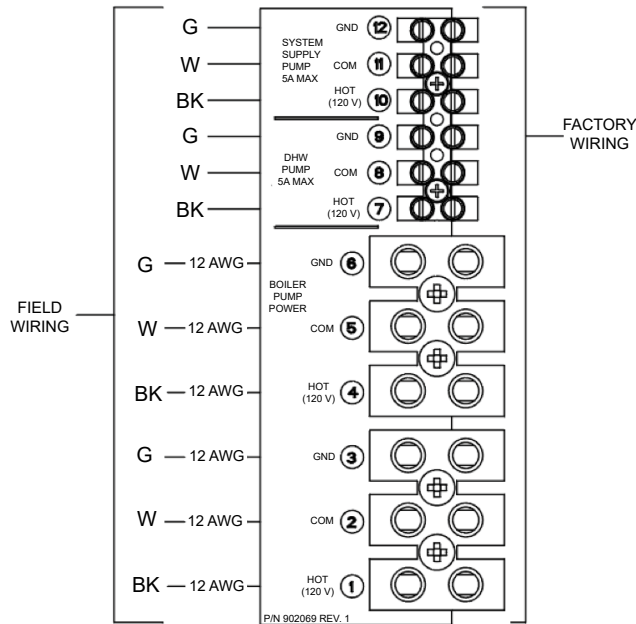 G
GND 12
SYSTEM
SUPPLY
PUMP
5A MAX
W
COM 11
BK
HOT
(120 V) 10
G
GND 9
FACTORY
WIRING
W
COM 8
DHW
PUMP
5A MAX
BK
HOT
(120 V) 7
G 12 AWG
GND 6
BOILER
PUMP
POWER
FIELD
WIRING
W 12 AWG
COM 5
BK 12 AWG
HOT
(120 V) 4
G 12 AWG
GND 3
W 12 AWG
COM 2
BK 12 AWG
HOT
(120 V) 1
P/N 902069 REV. 1